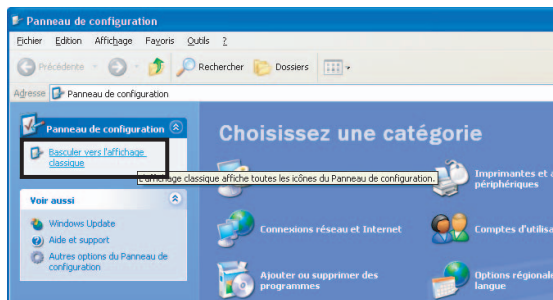 Panneau de configuration
Fichier Edition Affichage Favoris Outils ?
Précédente Rechercher Dossiers
Adresse Panneau de configuration
Panneau de configuration
Basculer vers l'affichage
classique
L'affichage classique affiche toutes les icônes du Panneau de configuration.
Voir aussi
Windows Update
Aide et support
Autres options du Panneau de
configuration
Choisissez une catégorie
Imprimantes et a
périphériques
Connexions réseau et Internet
Comptes d'utilisa
Ajouter ou supprimer des
programmes
Options régionale
langue